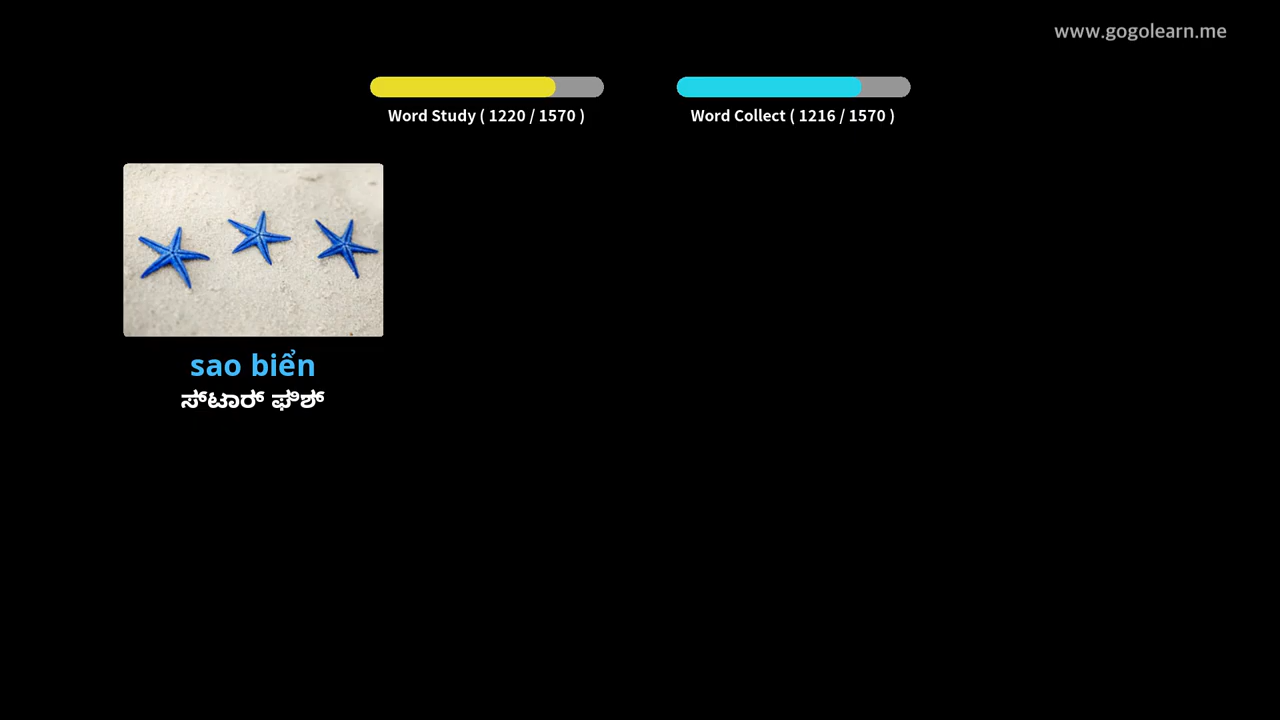 www.gogolearn.me
Word Study ( 1220 / 1570 )
Word Collect ( 1216 / 1570 )
sao biển
ಸ್‌ಟಾರ್ ಫಿಶ್